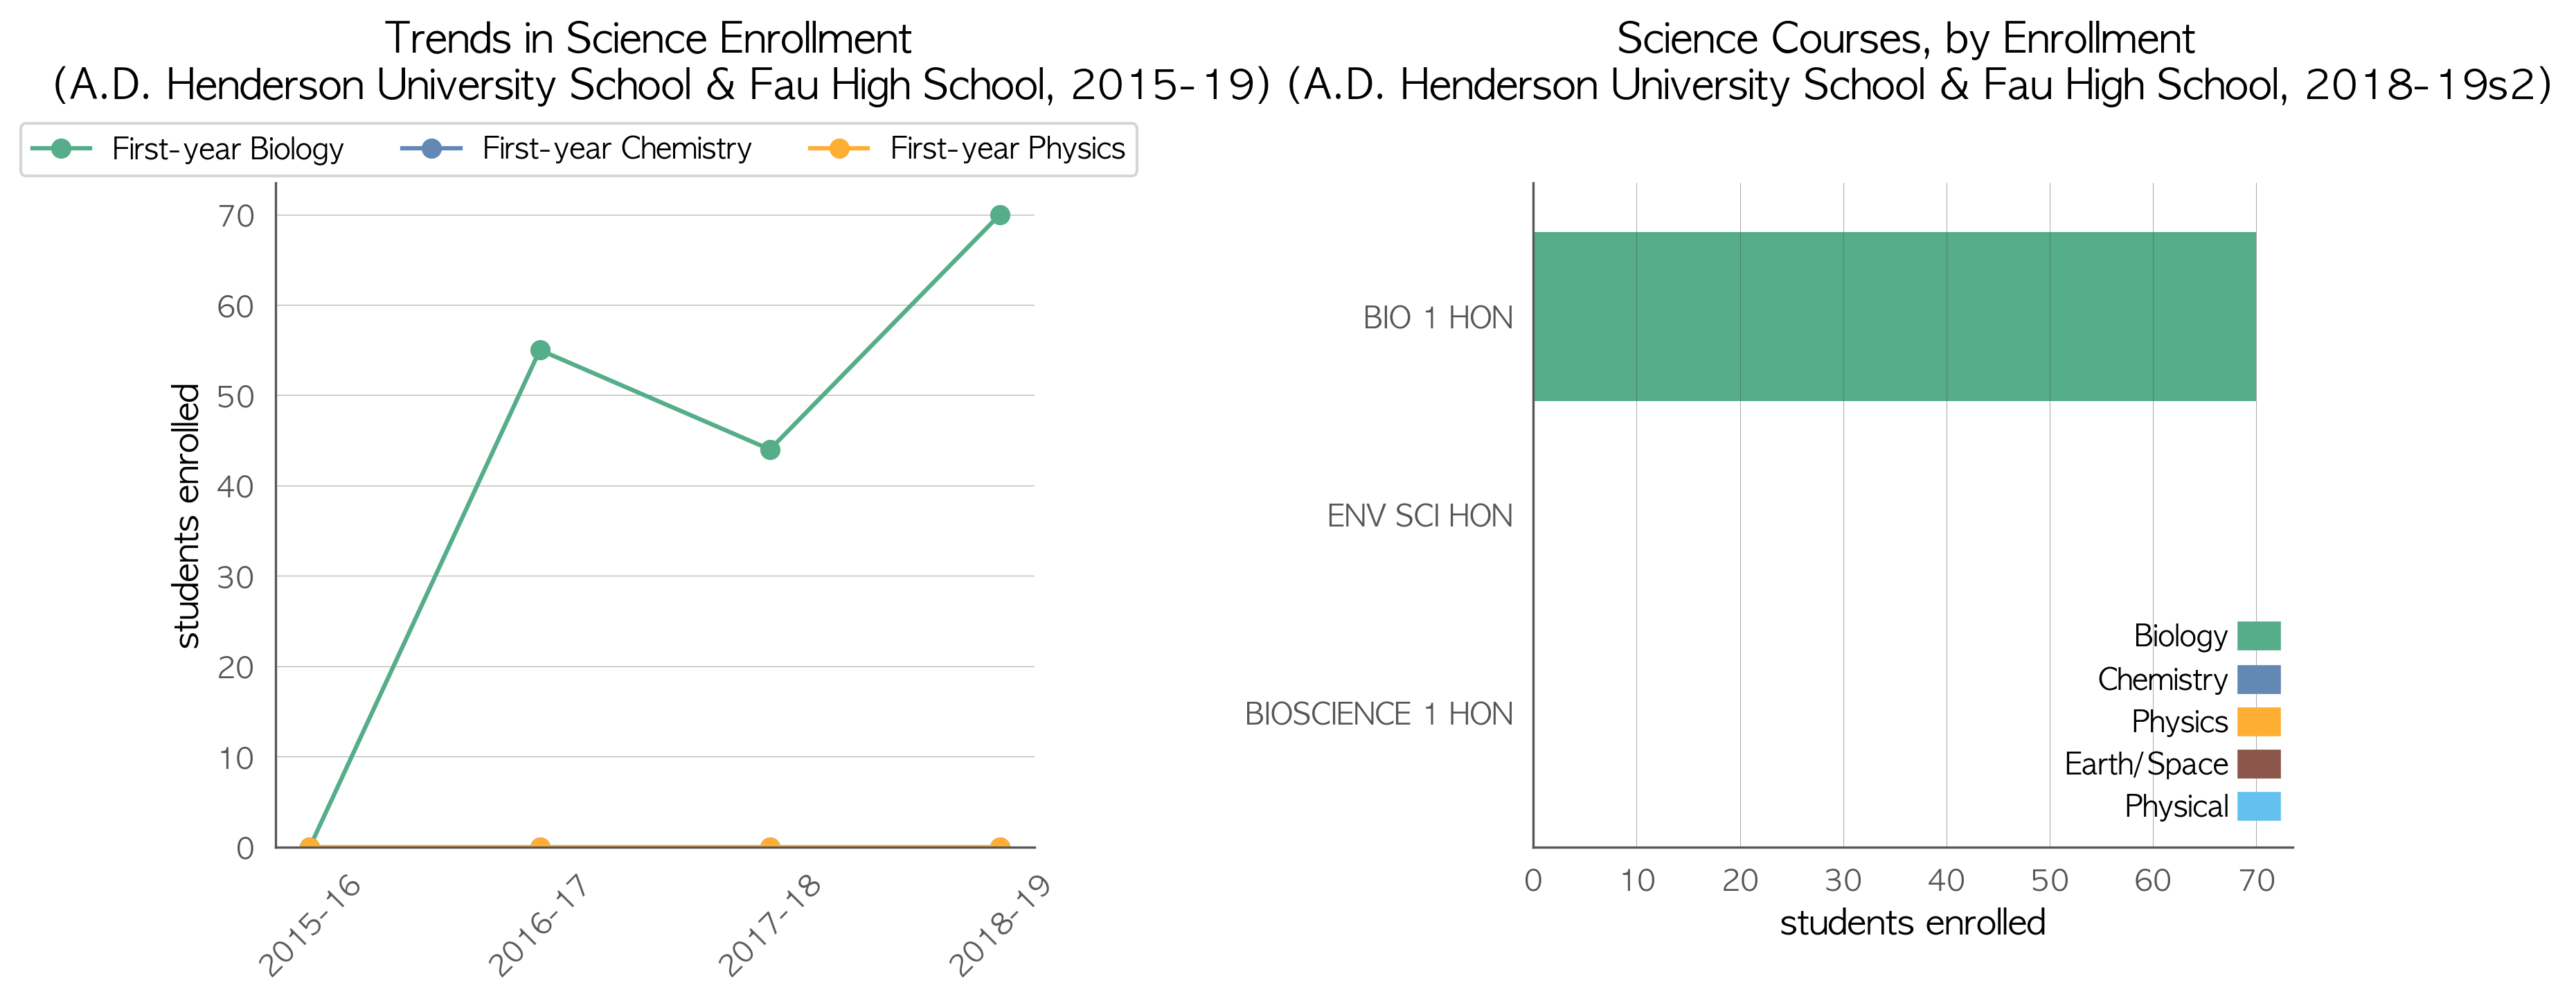 Trends in Science Enrollment
(A.D. Henderson University School & Fau High School, 2015-19)
First-year Biology
First-year Chemistry
First-year Physics
students enrolled
70
60
50
40
30
20
10
0
2015-16
2016-17
2017-18
2018-19
Science Courses, by Enrollment
(A.D. Henderson University School & Fau High School, 2018-19s2)
BIO 1 HON
ENV SCI HON
BIOSCIENCE 1 HON
Biology
Chemistry
Physics
Earth/Space
Physical
0 10 20 30 40 50 60 70
students enrolled